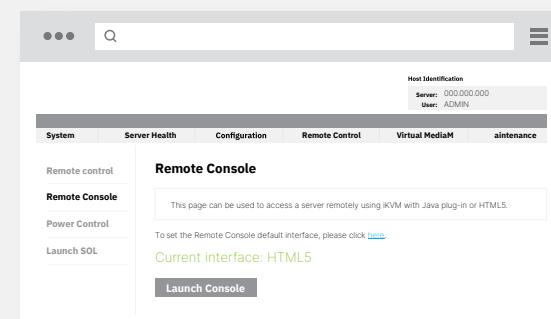 Host Identification
Server: 000.000.000
User: ADMIN
System Server Health Configuration Remote Control Virtual MediaM aintenance
Remote control
Remote Console
Power Control
Launch SOL
Remote Console
This page can be used to access a server remotely using iKVM with Java plug-in or HTML5.
To set the Remote Console default interface, please click here.
Current interface: HTML5
Launch Console